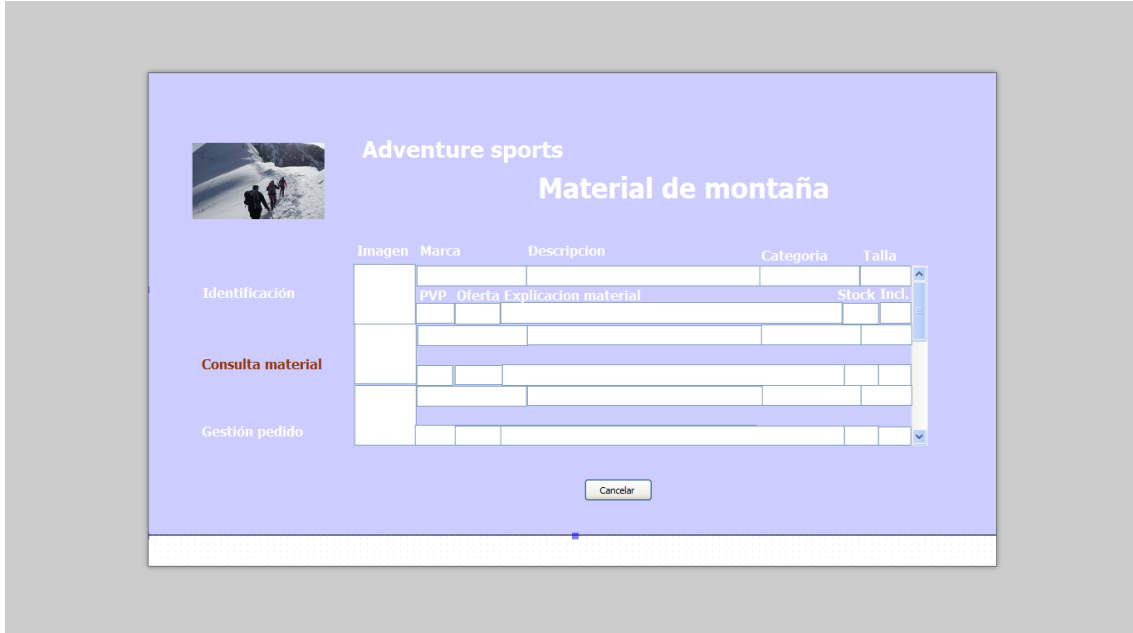 Adventure sports
Material de montaña
Imagen Marca Descripcion Categoria Talla
Identificación
PVP Oferta Explicacion material Stock Incl.
Consulta material
Gestión pedido
Cancelar